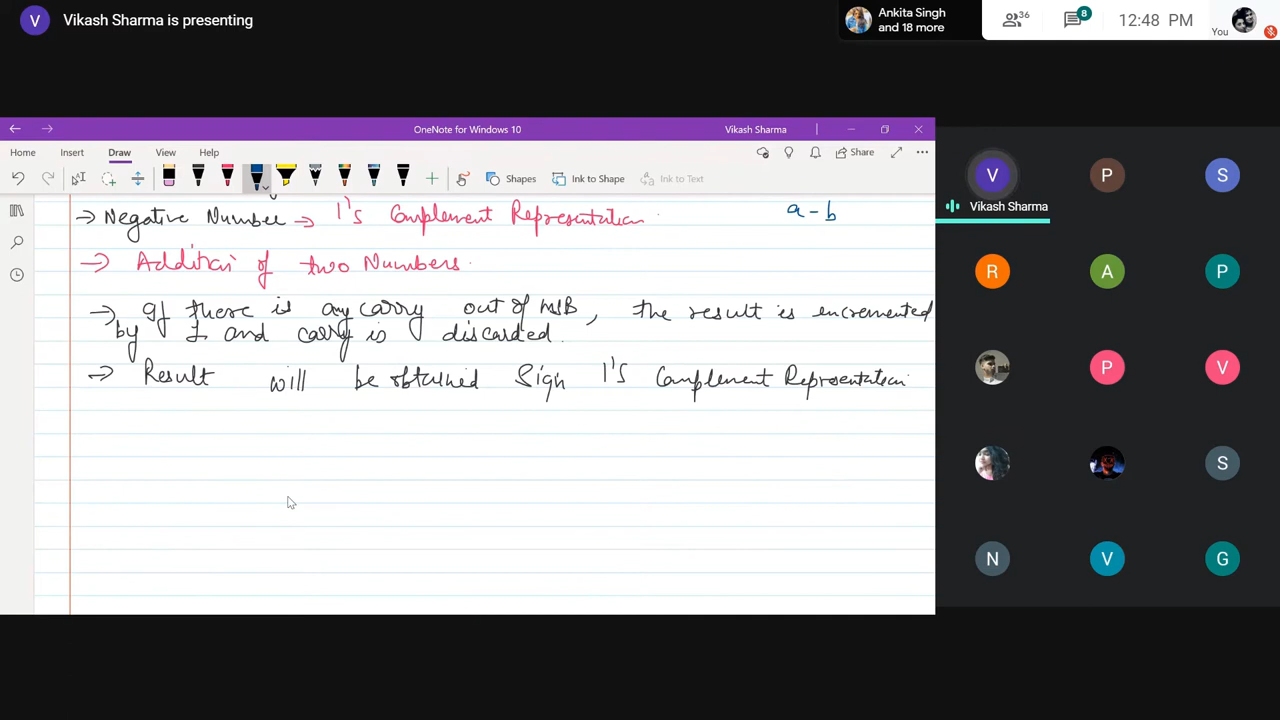 V Vikash Sharma is presenting
Ankita Singh
and 18 more
36
8
12:48 PM
You
OneNote for Windows 10
Vikash Sharma
Home Insert Draw View Help
Share
Shapes
Ink to Shape
Ink to Text
→ Negative Number → 1's Complement Representation
a - b
→ Addition of two Numbers
→ If there is any carry out of MSB, the result is incremented
by 1 and carry is discarded.
→ Result will be obtained Sign 1's Complement Representation
V P S
Vikash Sharma
R A P
P V
S
N V G